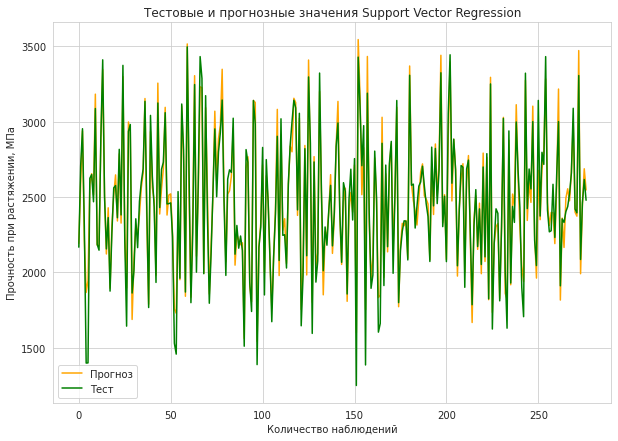 Тестовые и прогнозные значения Support Vector Regression
Прочность при растяжении, МПа
3500
3000
2500
2000
1500
Прогноз
Тест
0 50 100 150 200 250
Количество наблюдений